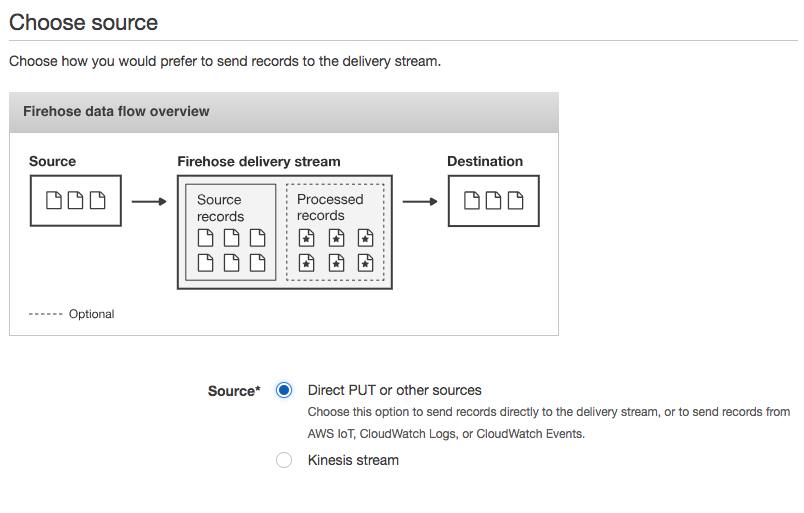 Choose source
Choose how you would prefer to send records to the delivery stream.
Firehose data flow overview
Source
Firehose delivery stream
Destination
Source
records
Processed
records
Optional
Source*
Direct PUT or other sources
Choose this option to send records directly to the delivery stream, or to send records from
AWS IoT, CloudWatch Logs, or CloudWatch Events.
Kinesis stream